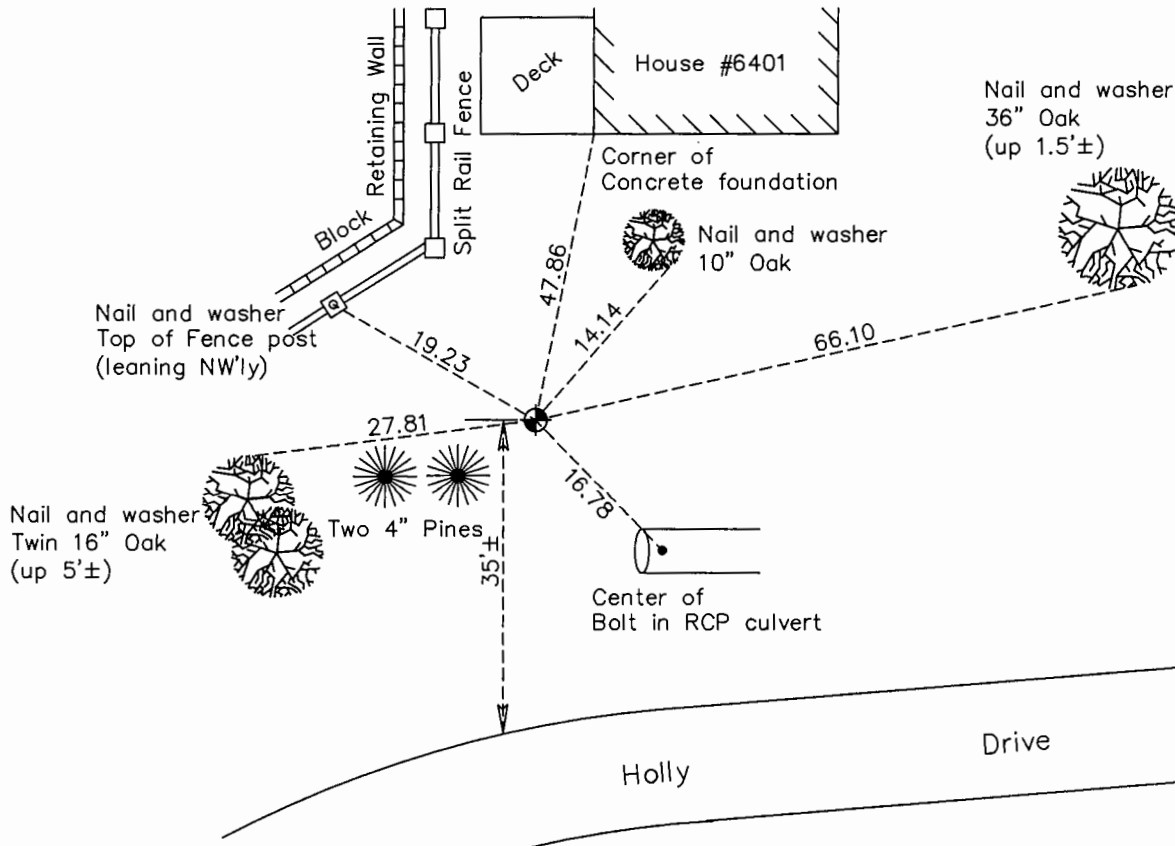 House #6401
Deck
Block
Retaining Wall
Split Rail Fence
Nail and washer
36" Oak
(up 1.5'±)
Corner of
Concrete foundation
Nail and washer
10" Oak
47.86
14.14
66.10
Nail and washer
Top of Fence post
(leaning NW'ly)
19.23
27.81
16.78
35'±
Nail and washer
Twin 16" Oak
(up 5'±)
Two 4" Pines
Center of
Bolt in RCP culvert
Holly Drive